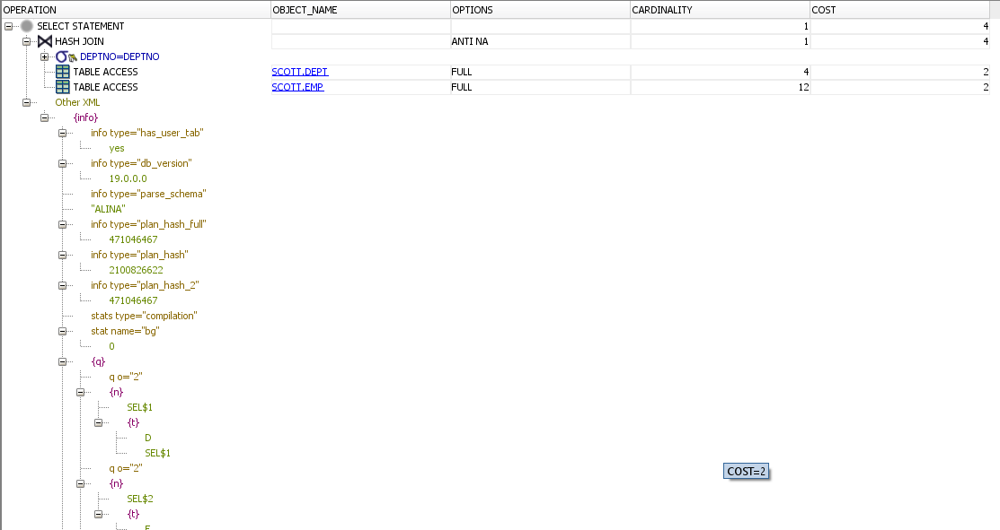 OPERATION OBJECT_NAME OPTIONS CARDINALITY COST
SELECT STATEMENT 1 4
HASH JOIN ANTI NA 1 4
DEPTNO=DEPTNO
TABLE ACCESS SCOTT.DEPT FULL 4 2
TABLE ACCESS SCOTT.EMP FULL 12 2
Other XML
{info}
info type="has_user_tab"
yes
info type="db_version"
19.0.0.0
info type="parse_schema"
"ALINA"
info type="plan_hash_full"
471046467
info type="plan_hash"
2100826622
info type="plan_hash_2"
471046467
stats type="compilation"
stat name="bg"
0
{q}
q o="2"
{n}
SEL$1
{t}
D
SEL$1
q o="2"
COST=2
{n}
SEL$2
{t}